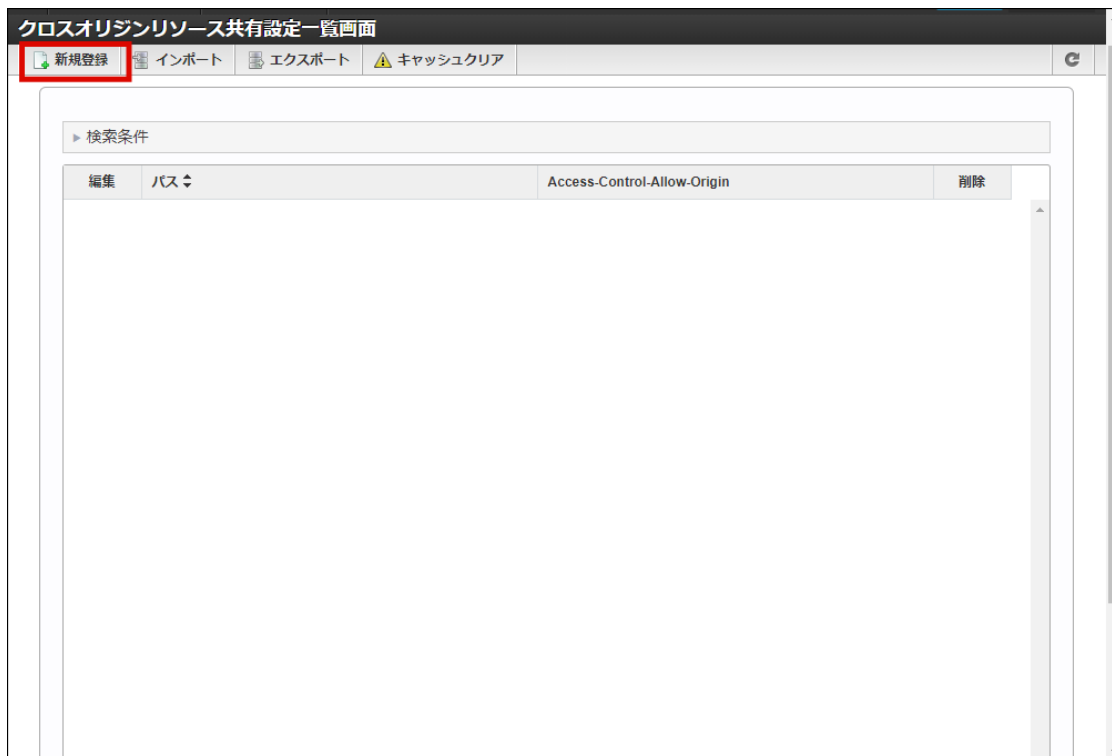 クロスオリジンリソース共有設定一覧画面
新規登録 インポート エクスポート キャッシュクリア
検索条件
編集 パス Access-Control-Allow-Origin 削除